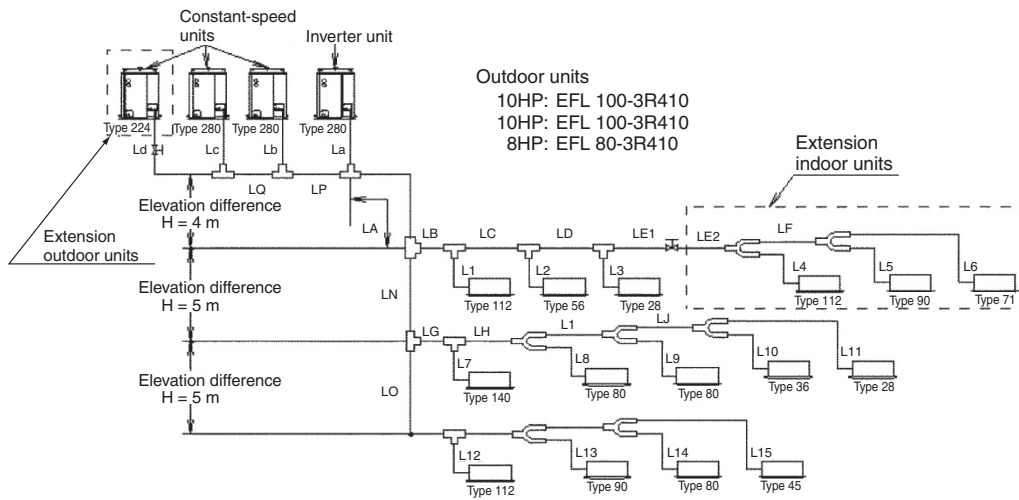 Constant-speed
units
Inverter unit
Outdoor units
10HP: EFL 100-3R410
10HP: EFL 100-3R410
8HP: EFL 80-3R410
Type 224
Type 280
Type 280
Type 280
Extension
indoor units
Ld
Lc
Lb
La
LQ
LP
Elevation difference
H = 4 m
LA
Extension
outdoor units
LB
LC
LD
LE1
LE2
LF
L1
L2
L3
L4
L5
L6
Type 112
Type 56
Type 28
Type 112
Type 90
Type 71
Elevation difference
H = 5 m
LN
LG
LH
L1
LJ
L7
L8
L9
L10
L11
Type 140
Type 80
Type 80
Type 36
Type 28
Elevation difference
H = 5 m
LO
L12
L13
L14
L15
Type 112
Type 90
Type 80
Type 45